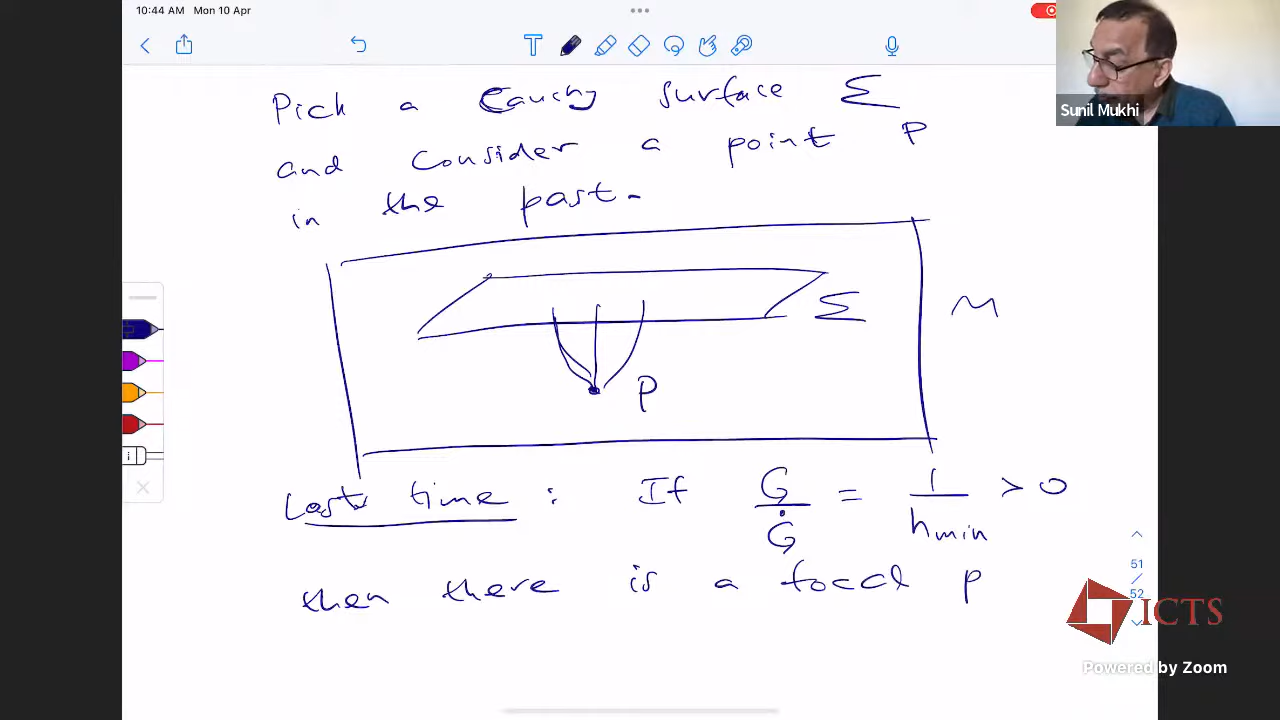 10:44 AM Mon 10 Apr
Pick a Cauchy surface Σ
and consider a point P
in the past.
Σ
M
P
Last time : If G/Ġ = 1/hmin > 0
then there is a focal p
Sunil Mukhi
51
/
52
ICTS
Powered by Zoom